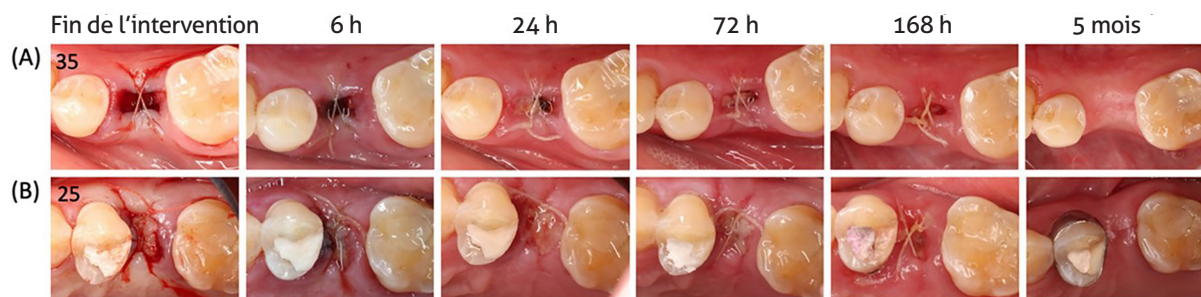 Fin de l’intervention 6 h 24 h 72 h 168 h 5 mois
(A) 35
(B) 25